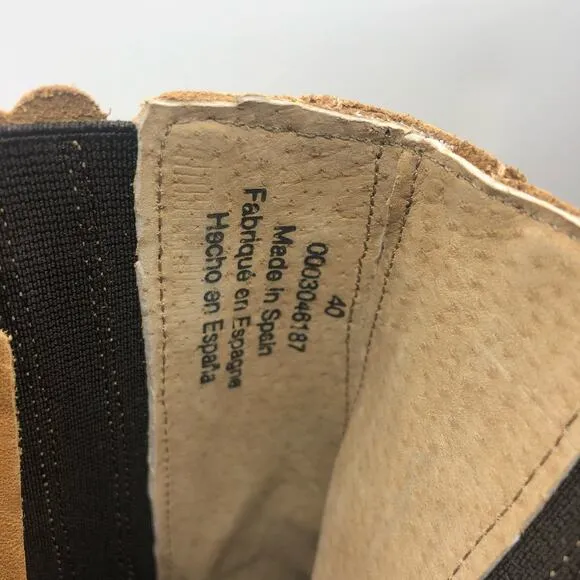 40
0003046187
Made in Spain
Fabriqué en Espagne
Hecho en España